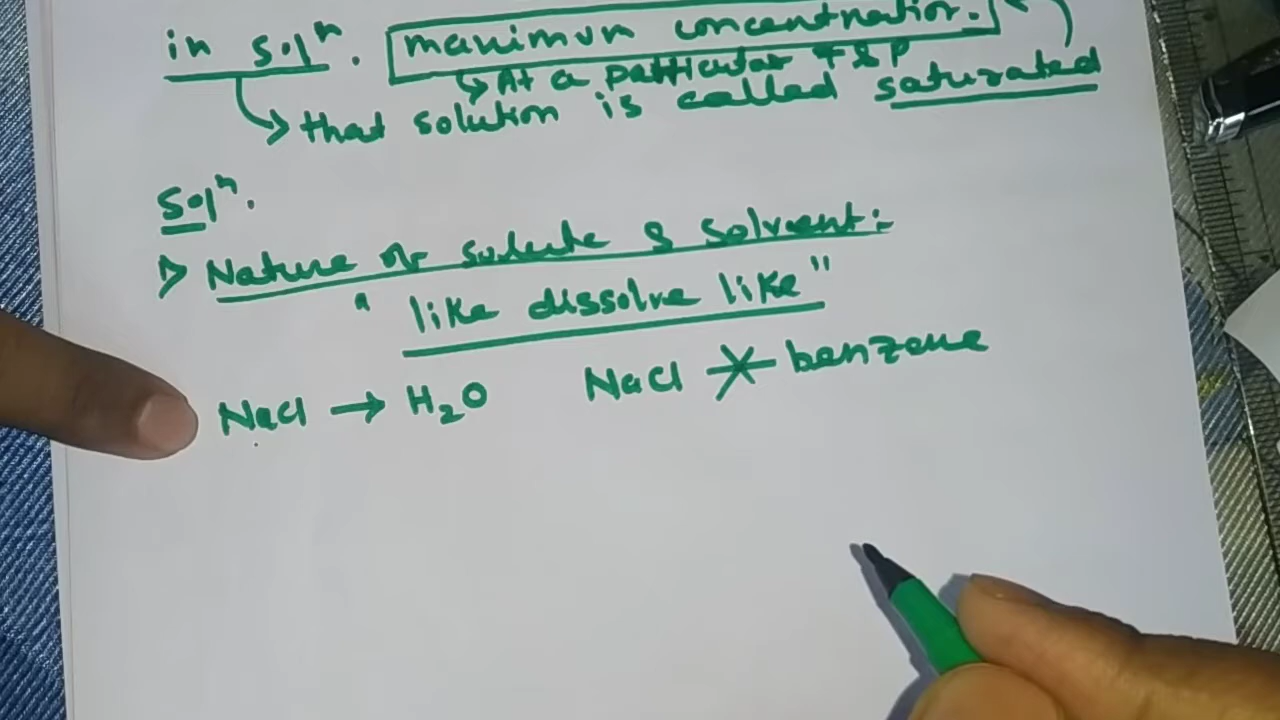 in solⁿ. maximum concentration.
↳ At a particular T & P
↳ that solution is called saturated
solⁿ.
> Nature of solute & solvent:-
" like dissolve like "
NaCl → H₂O NaCl benzene